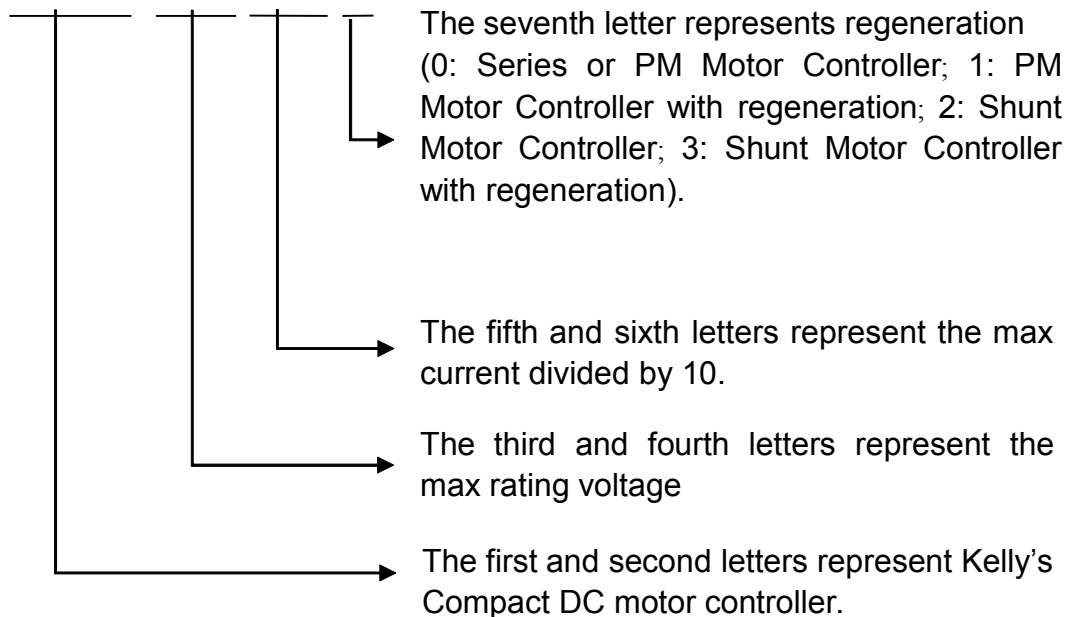 The seventh letter represents regeneration
(0: Series or PM Motor Controller; 1: PM
Motor Controller with regeneration; 2: Shunt
Motor Controller; 3: Shunt Motor Controller
with regeneration).
The fifth and sixth letters represent the max
current divided by 10.
The third and fourth letters represent the
max rating voltage
The first and second letters represent Kelly’s
Compact DC motor controller.